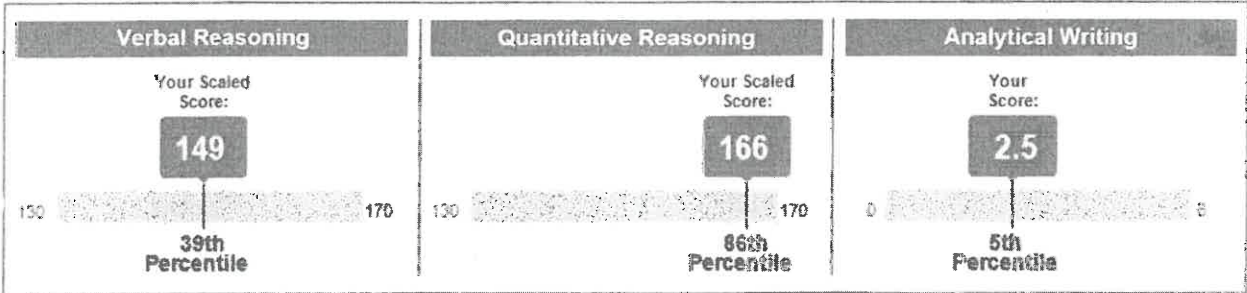 Verbal Reasoning
Your Scaled
Score:
149
130 170
39th
Percentile
Quantitative Reasoning
Your Scaled
Score:
166
130 170
86th
Percentile
Analytical Writing
Your
Score:
2.5
0 6
5th
Percentile